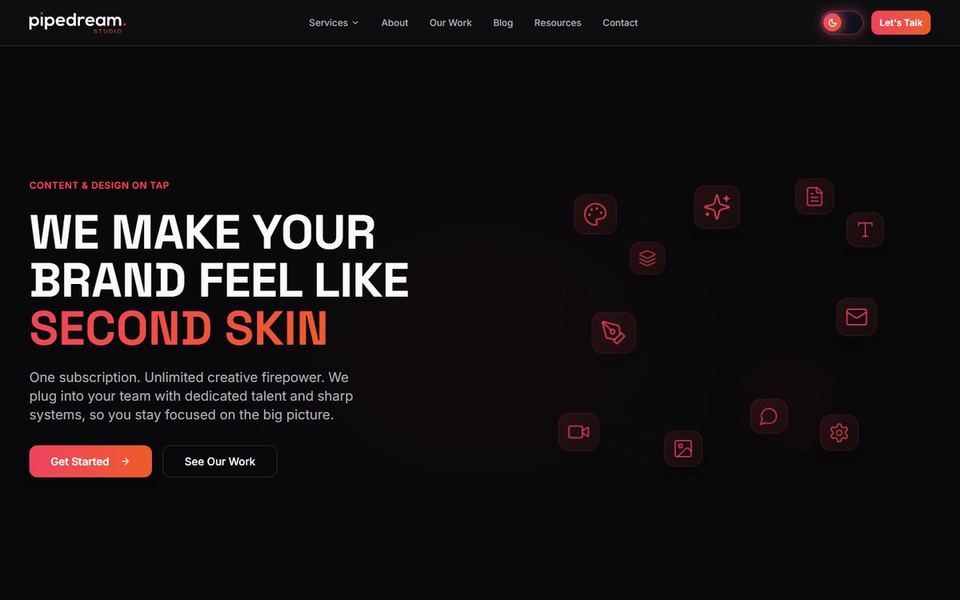 pipedream.
STUDIO
Services
About
Our Work
Blog
Resources
Contact
Let's Talk
CONTENT & DESIGN ON TAP
WE MAKE YOUR
BRAND FEEL LIKE
SECOND SKIN
One subscription. Unlimited creative firepower. We
plug into your team with dedicated talent and sharp
systems, so you stay focused on the big picture.
Get Started
See Our Work